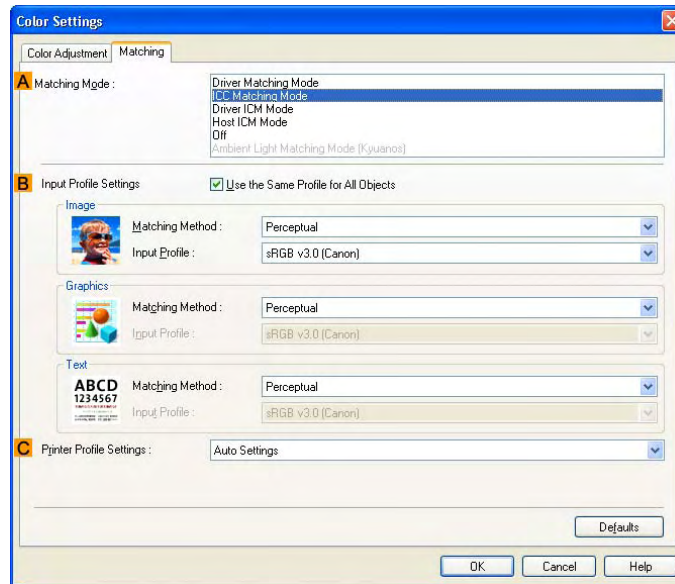 Color Settings
Color Adjustment Matching
A Matching Mode : Driver Matching Mode
ICC Matching Mode
Driver ICM Mode
Host ICM Mode
Off
Ambient Light Matching Mode (Kyuanos)
B Input Profile Settings Use the Same Profile for All Objects
Image
Matching Method : Perceptual
Input Profile : sRGB v3.0 (Canon)
Graphics
Matching Method : Perceptual
Input Profile : sRGB v3.0 (Canon)
Text
ABCD
1234567
Matching Method : Perceptual
Input Profile : sRGB v3.0 (Canon)
C Printer Profile Settings : Auto Settings
Defaults
OK Cancel Help